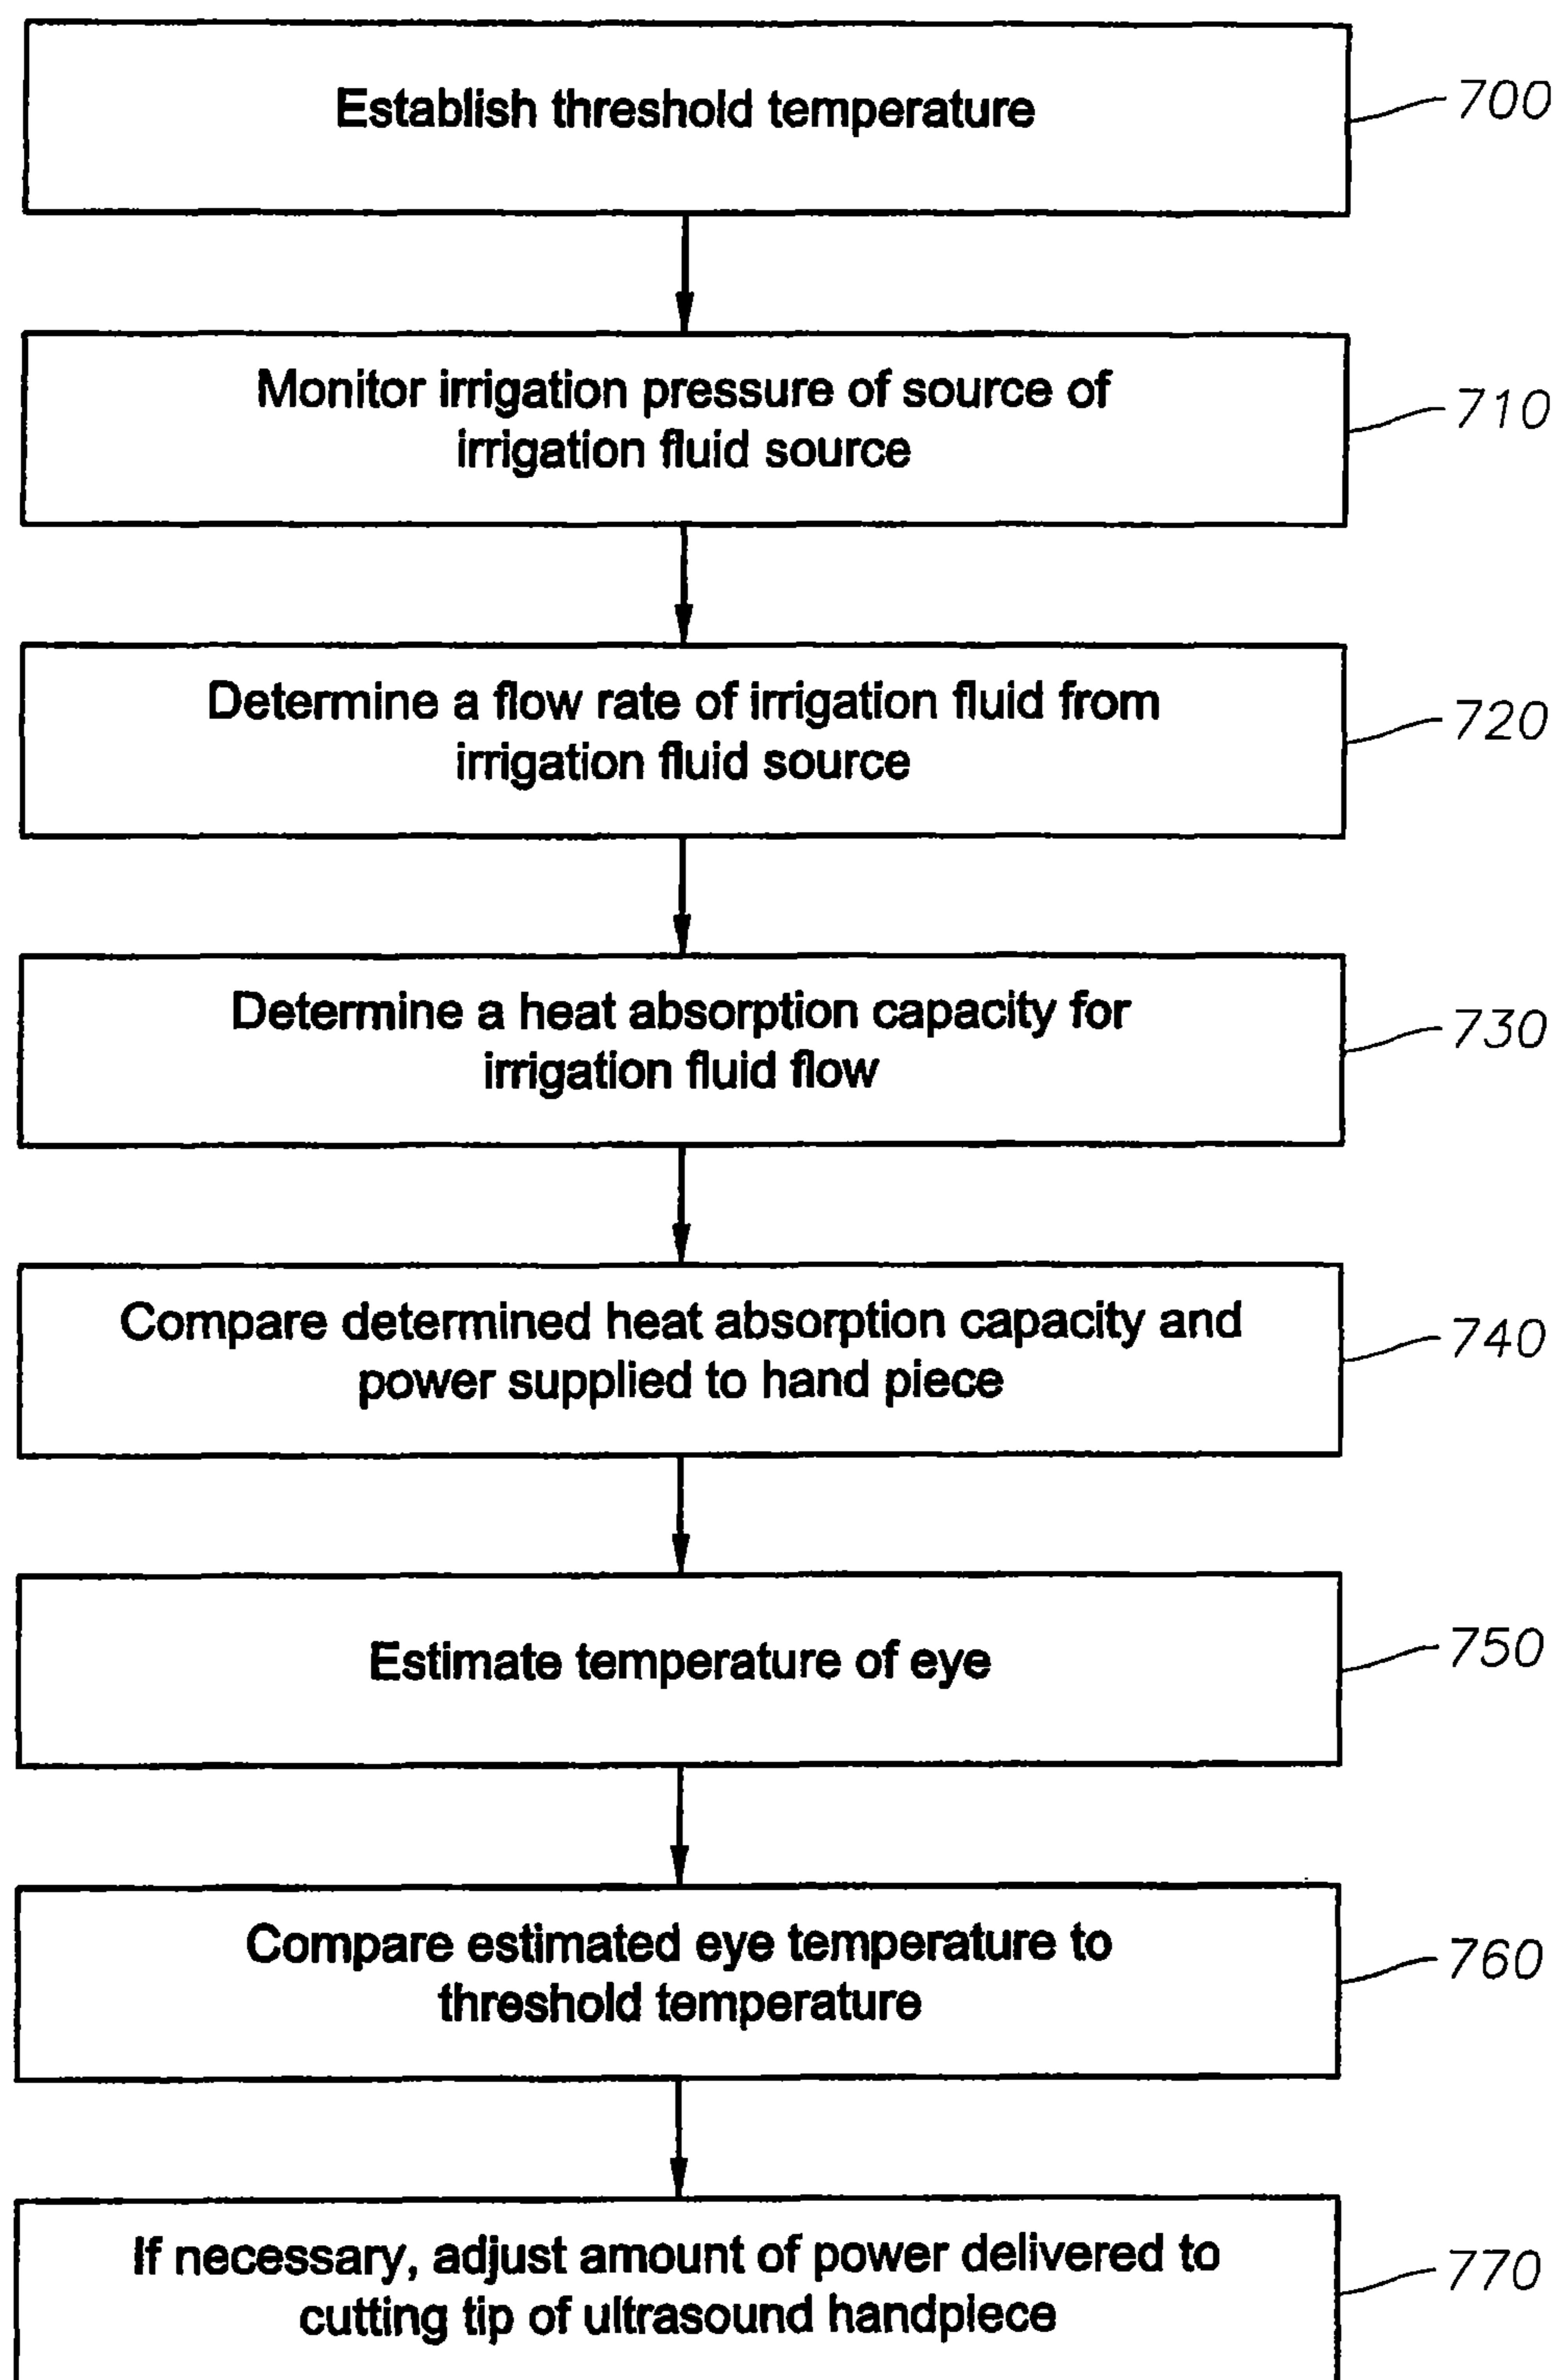 Establish threshold temperature
700
Monitor irrigation pressure of source of
irrigation fluid source
710
Determine a flow rate of irrigation fluid from
irrigation fluid source
720
Determine a heat absorption capacity for
irrigation fluid flow
730
Compare determined heat absorption capacity and
power supplied to hand piece
740
Estimate temperature of eye
750
Compare estimated eye temperature to
threshold temperature
760
If necessary, adjust amount of power delivered to
cutting tip of ultrasound handpiece
770